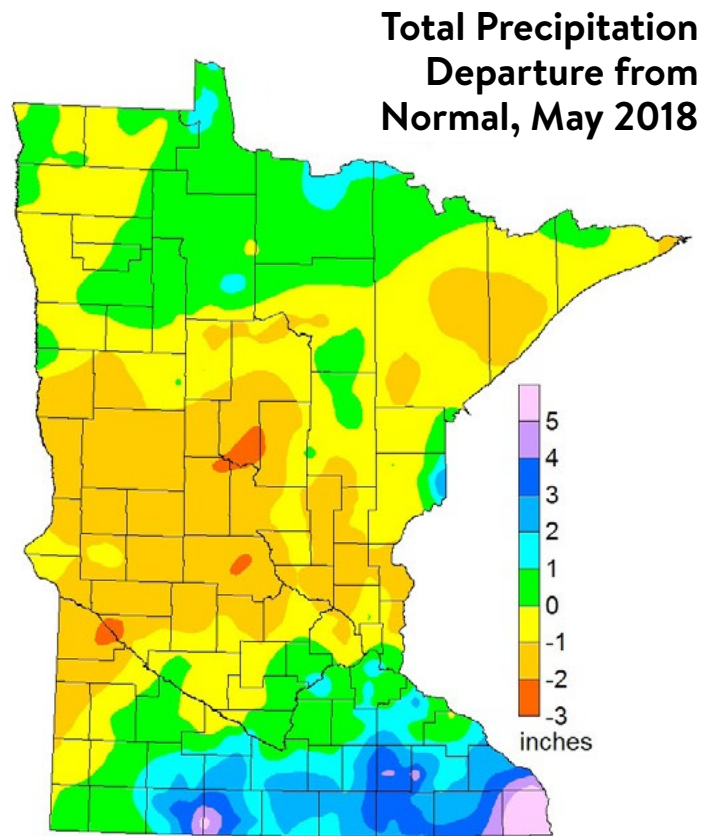 Total Precipitation
Departure from
Normal, May 2018
5
4
3
2
1
0
-1
-2
-3
inches